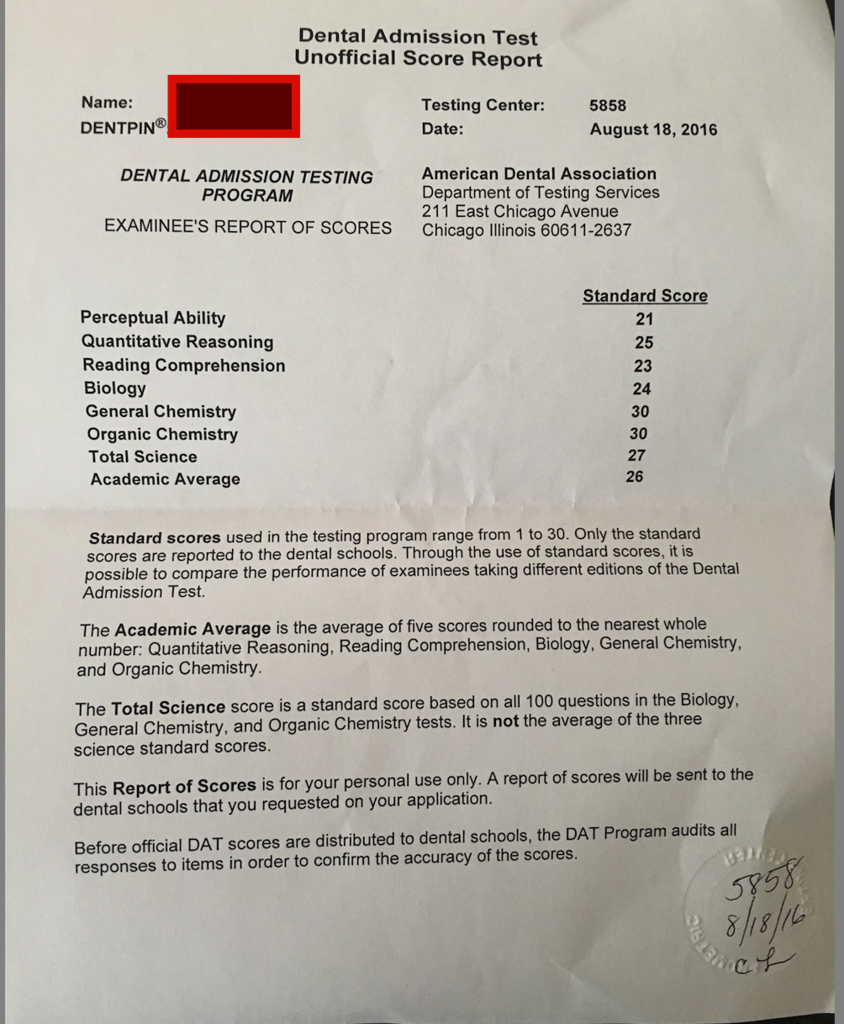 Dental Admission Test
Unofficial Score Report
Name:
Testing Center: 5858
DENTPIN®
Date: August 18, 2016
DENTAL ADMISSION TESTING
PROGRAM
EXAMINEE'S REPORT OF SCORES
American Dental Association
Department of Testing Services
211 East Chicago Avenue
Chicago Illinois 60611-2637
Standard Score
Perceptual Ability 21
Quantitative Reasoning 25
Reading Comprehension 23
Biology 24
General Chemistry 30
Organic Chemistry 30
Total Science 27
Academic Average 26
Standard scores used in the testing program range from 1 to 30. Only the standard
scores are reported to the dental schools. Through the use of standard scores, it is
possible to compare the performance of examinees taking different editions of the Dental
Admission Test.
The Academic Average is the average of five scores rounded to the nearest whole
number: Quantitative Reasoning, Reading Comprehension, Biology, General Chemistry,
and Organic Chemistry.
The Total Science score is a standard score based on all 100 questions in the Biology,
General Chemistry, and Organic Chemistry tests. It is not the average of the three
science standard scores.
This Report of Scores is for your personal use only. A report of scores will be sent to the
dental schools that you requested on your application.
Before official DAT scores are distributed to dental schools, the DAT Program audits all
responses to items in order to confirm the accuracy of the scores.
5858
8/18/16